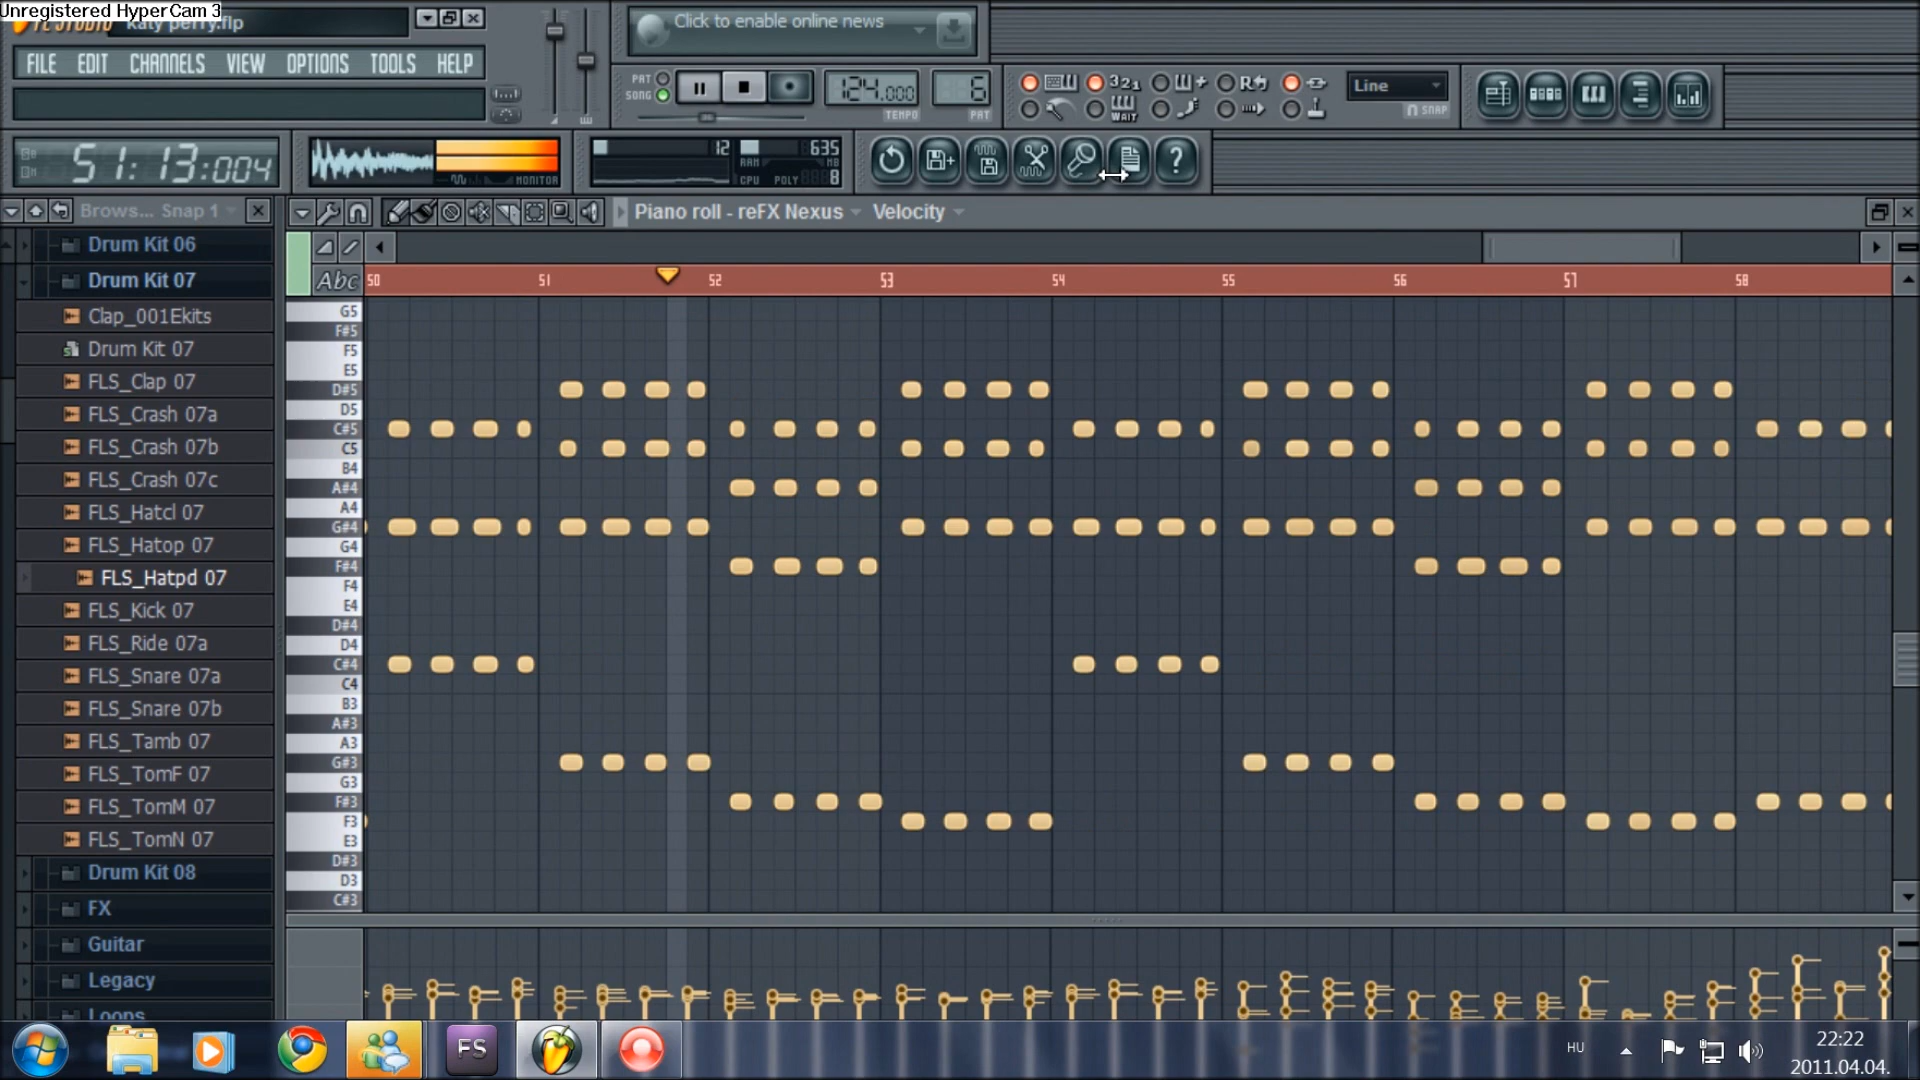 Unregistered HyperCam 3
FL STUDIO
katy perry.flp
Click to enable online news
FILE EDIT CHANNELS VIEW OPTIONS TOOLS HELP
PAT
SONG
124.000
TEMPO
6
PAT
321
WAIT
R
Line
SNAP
51:13:004
MONITOR
12
RAM
CPU
635
MB
POLY 8
?
Brows... Snap 1
Piano roll - reFX Nexus
Velocity
Abc
50 51 52 53 54 55 56 57 58
Drum Kit 06
Drum Kit 07
Clap_001Ekits
Drum Kit 07
FLS_Clap 07
FLS_Crash 07a
FLS_Crash 07b
FLS_Crash 07c
FLS_Hatcl 07
FLS_Hatop 07
FLS_Hatpd 07
FLS_Kick 07
FLS_Ride 07a
FLS_Snare 07a
FLS_Snare 07b
FLS_Tamb 07
FLS_TomF 07
FLS_TomM 07
FLS_TomN 07
Drum Kit 08
FX
Guitar
Legacy
Loops
G5
F#5
F5
E5
D#5
D5
C#5
C5
B4
A#4
A4
G#4
G4
F#4
F4
E4
D#4
D4
C#4
C4
B3
A#3
A3
G#3
G3
F#3
F3
E3
D#3
D3
C#3
FS
HU
22:22
2011.04.04.